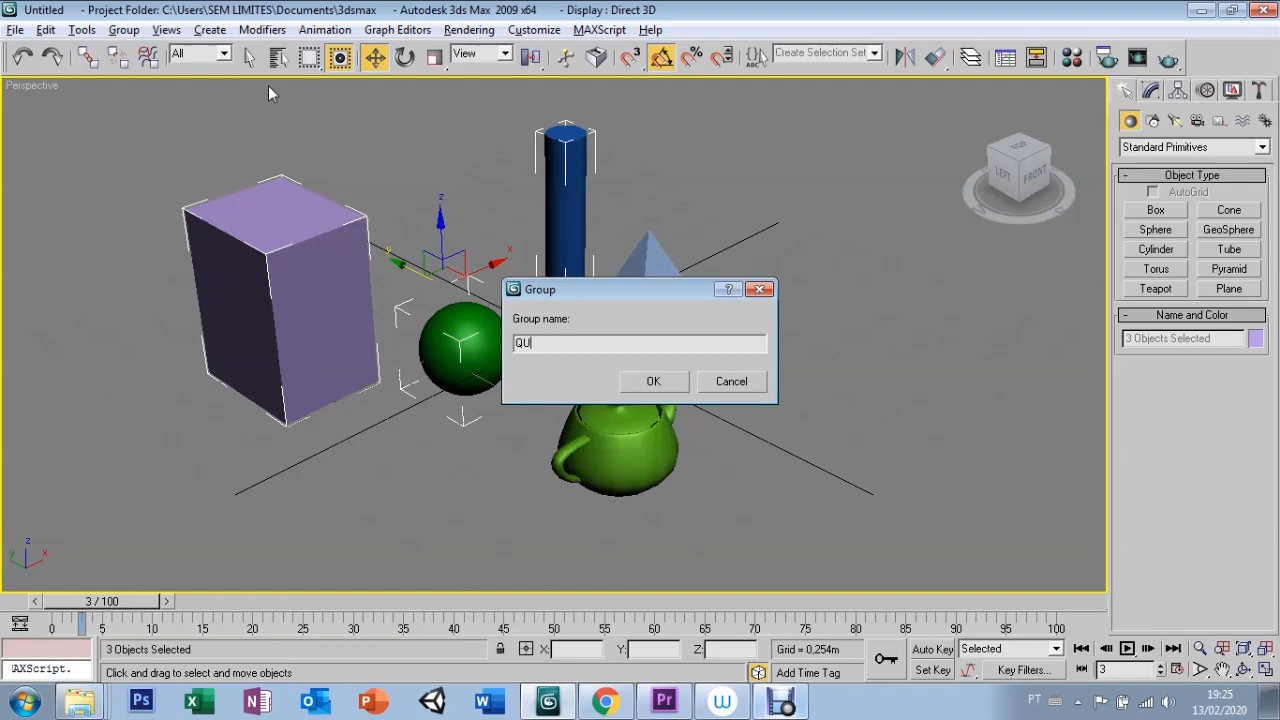 Untitled - Project Folder: C:\Users\SEM LIMITES\Documents\3dsmax - Autodesk 3ds Max 2009 x64 - Display : Direct 3D
File Edit Tools Group Views Create Modifiers Animation Graph Editors Rendering Customize MAXScript Help
All View Create Selection Set
Perspective
TOP
LEFT FRONT
Standard Primitives
- Object Type
AutoGrid
Box Cone
Sphere GeoSphere
Cylinder Tube
Torus Pyramid
Teapot Plane
- Name and Color
3 Objects Selected
z
y x
Group
Group name:
QU
OK Cancel
z
y x
< 3 / 100 >
0 5 10 15 20 25 30 35 40 45 50 55 60 65 70 75 80 85 90 95 100
3 Objects Selected X: Y: Z: Grid = 0,254m Auto Key Selected
AXScript. Click and drag to select and move objects Add Time Tag Set Key Key Filters... 3
PT 19:25
13/02/2020